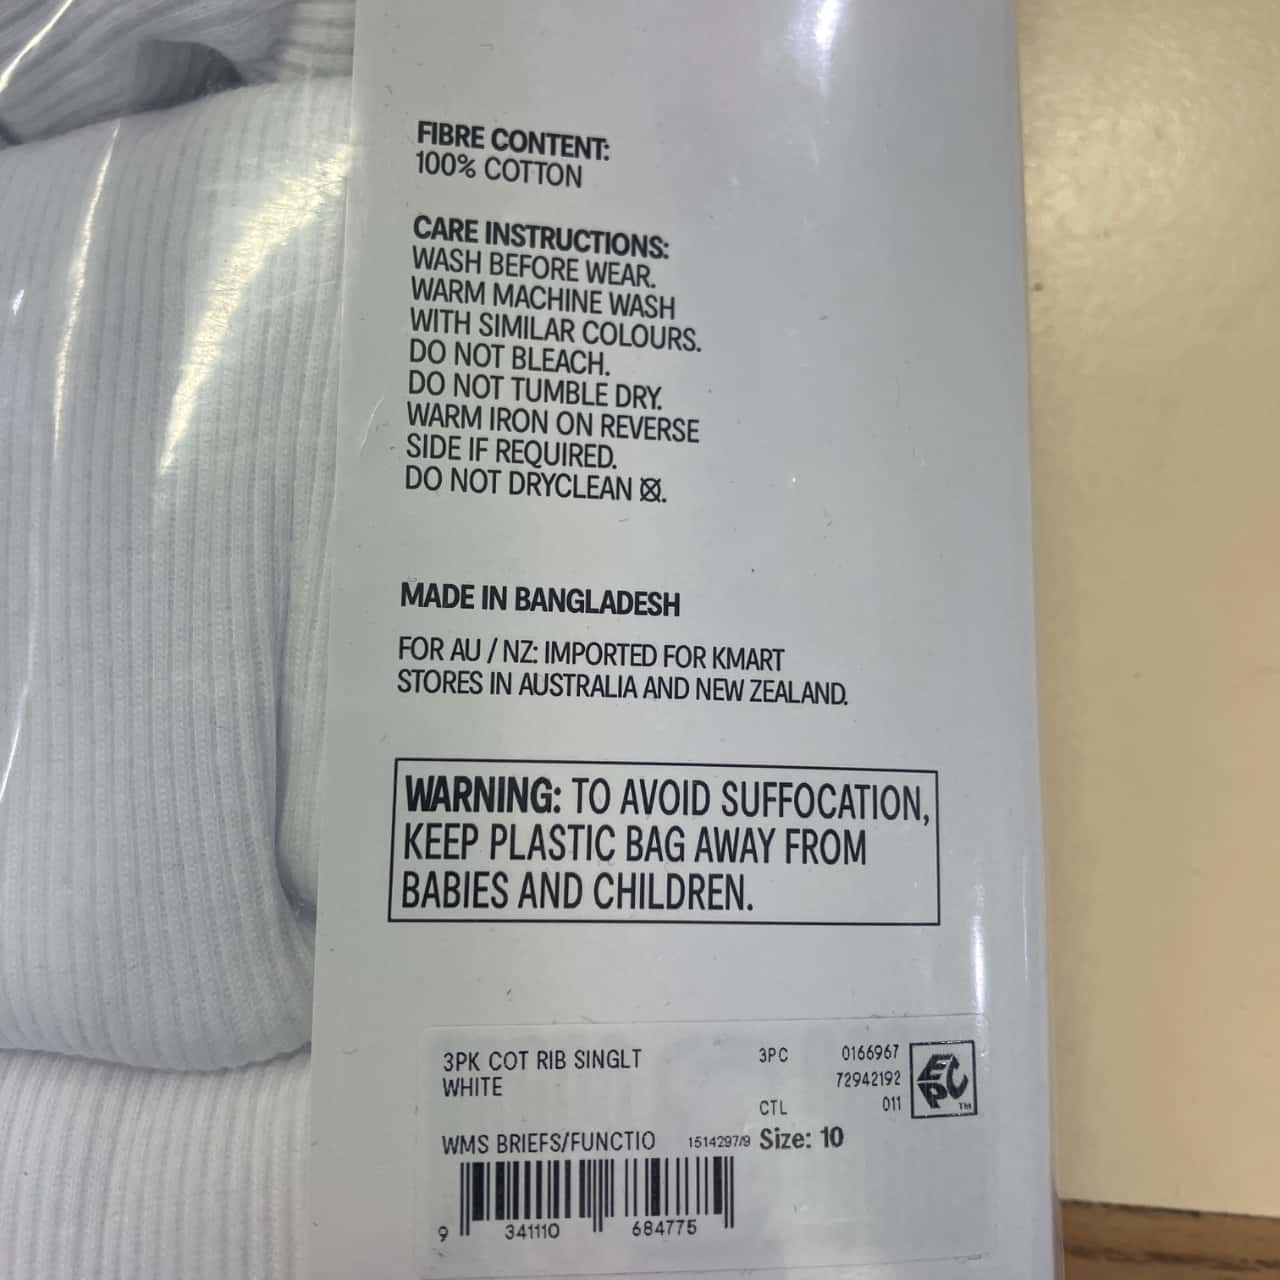 FIBRE CONTENT:
100% COTTON
CARE INSTRUCTIONS:
WASH BEFORE WEAR.
WARM MACHINE WASH
WITH SIMILAR COLOURS.
DO NOT BLEACH.
DO NOT TUMBLE DRY.
WARM IRON ON REVERSE
SIDE IF REQUIRED.
DO NOT DRYCLEAN.
MADE IN BANGLADESH
FOR AU / NZ: IMPORTED FOR KMART
STORES IN AUSTRALIA AND NEW ZEALAND.
WARNING: TO AVOID SUFFOCATION,
KEEP PLASTIC BAG AWAY FROM
BABIES AND CHILDREN.
3PK COT RIB SINGLT 3PC 0166967
WHITE 72942192
CTL 011
EPC TM
WMS BRIEFS/FUNCTIO 1514297/9 Size: 10
9 341110 684775